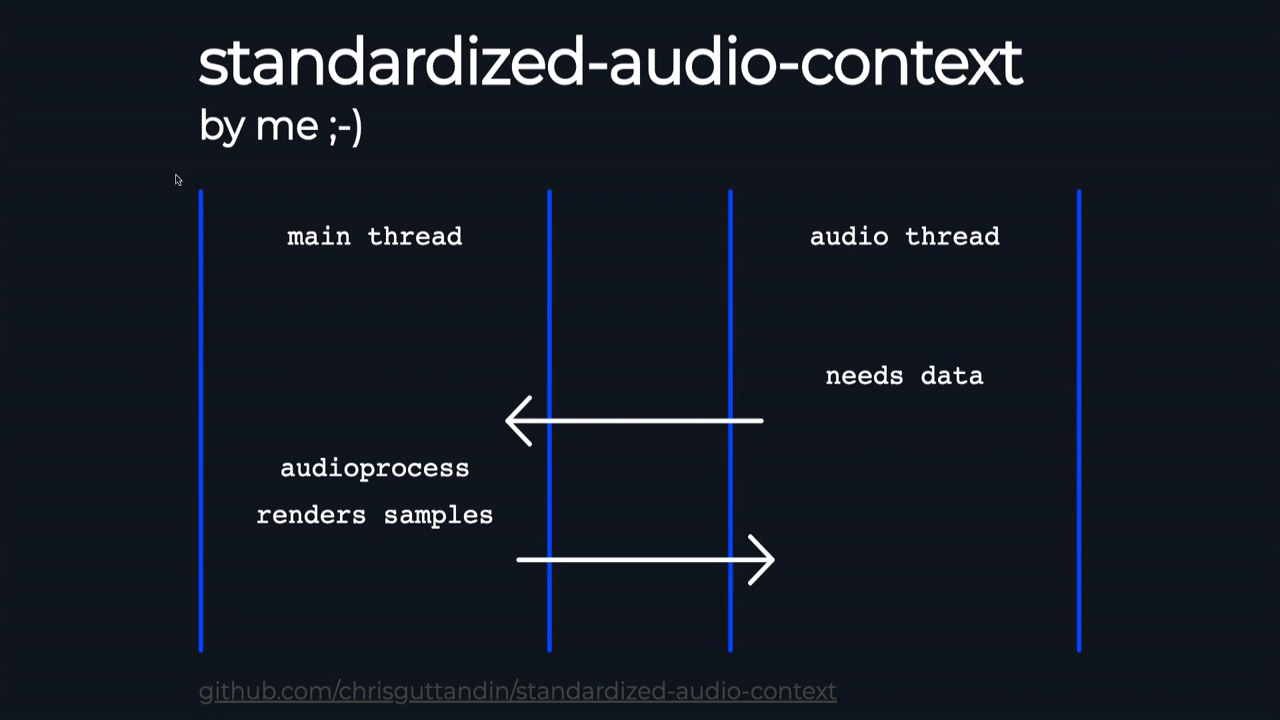 standardized-audio-context
by me ;-)
main thread
audio thread
needs data
audioprocess
renders samples
github.com/chrisguttandin/standardized-audio-context